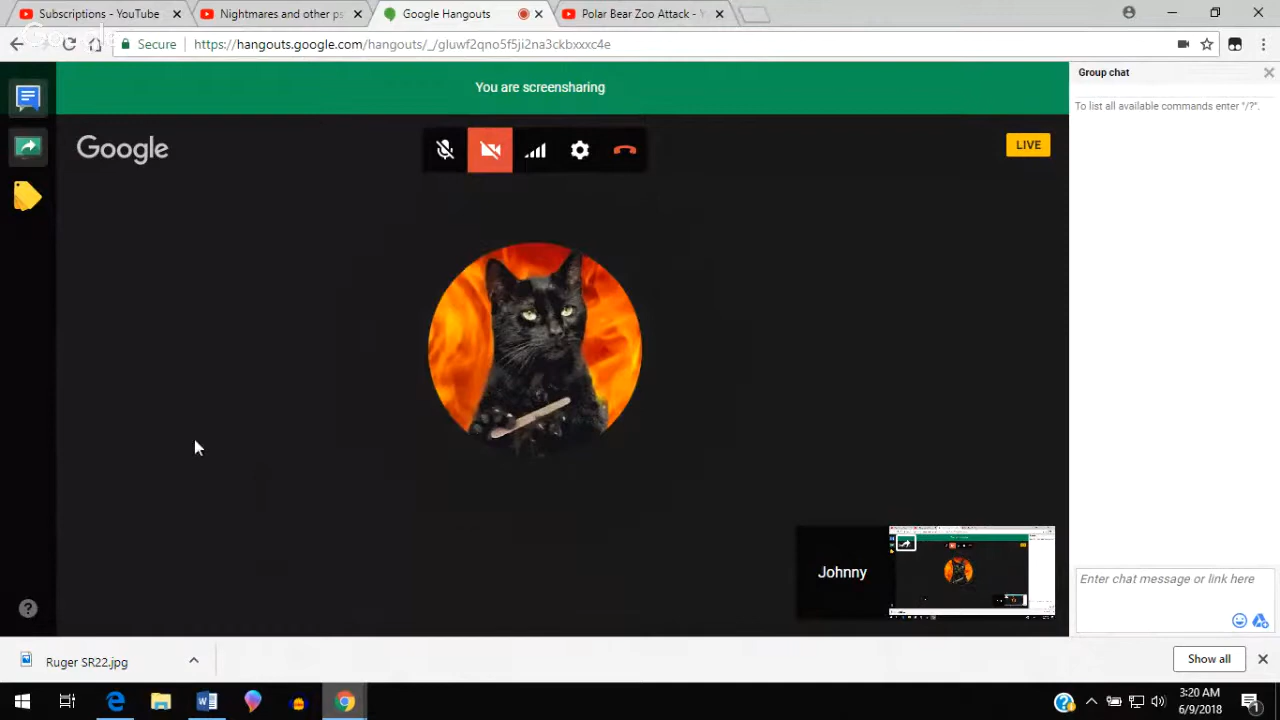 Subscriptions - YouTube
Nightmares and other ps
Google Hangouts
Polar Bear Zoo Attack - Y
Secure
https://hangouts.google.com/hangouts/_/gluwf2qno5f5ji2na3ckbxxxc4e
You are screensharing
Group chat
To list all available commands enter "/?".
Google
LIVE
Johnny
Enter chat message or link here
Ruger SR22.jpg
Show all
3:20 AM
6/9/2018